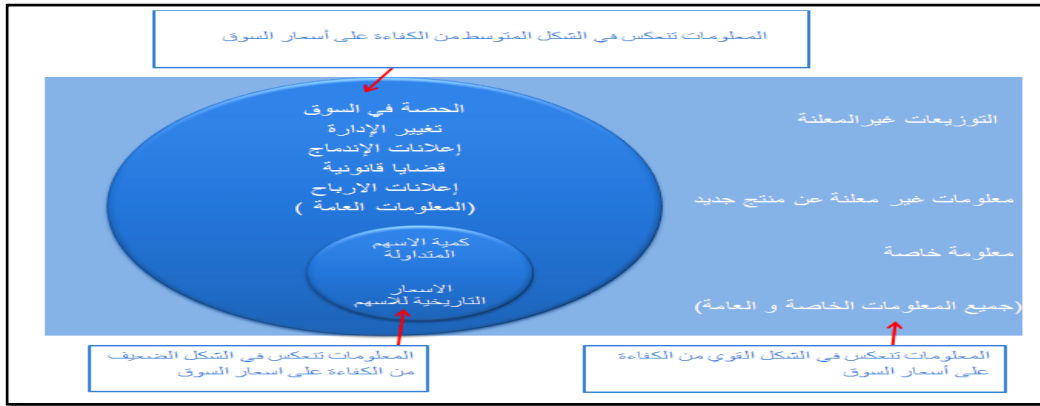 المعلومات تنعكس في الشكل المتوسط من الكفاءة على أسعار السوق
الحصة في السوق
تغيير الإدارة
إعلانات الإندماج
قضايا قانونية
إعلانات الارباح
(المعلومات العامة )
كمية الاسهم
المتداولة
الاسعار
التاريخية للأسهم
التوزيعات غيرالمعلنة
معلومات غير معلنة عن منتج جديد
معلومة خاصة
(جميع المعلومات الخاصة و العامة)
المعلومات تنعكس في الشكل القوي من الكفاءة
على أسعار السوق
المعلومات تنعكس في الشكل الضعيف
من الكفاءة على اسعار السوق